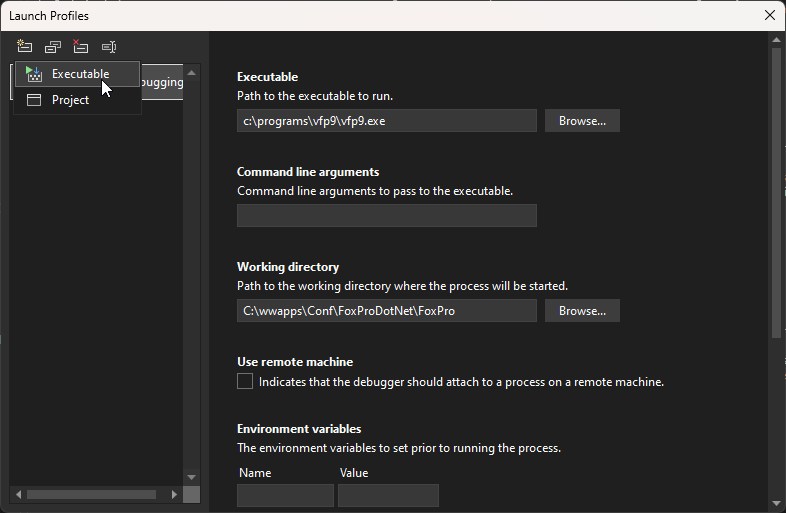 Launch Profiles
Executable
Project
bugging
Executable
Path to the executable to run.
c:\programs\vfp9\vfp9.exe
Browse...
Command line arguments
Command line arguments to pass to the executable.
Working directory
Path to the working directory where the process will be started.
C:\wwapps\Conf\FoxProDotNet\FoxPro
Browse...
Use remote machine
Indicates that the debugger should attach to a process on a remote machine.
Environment variables
The environment variables to set prior to running the process.
Name Value